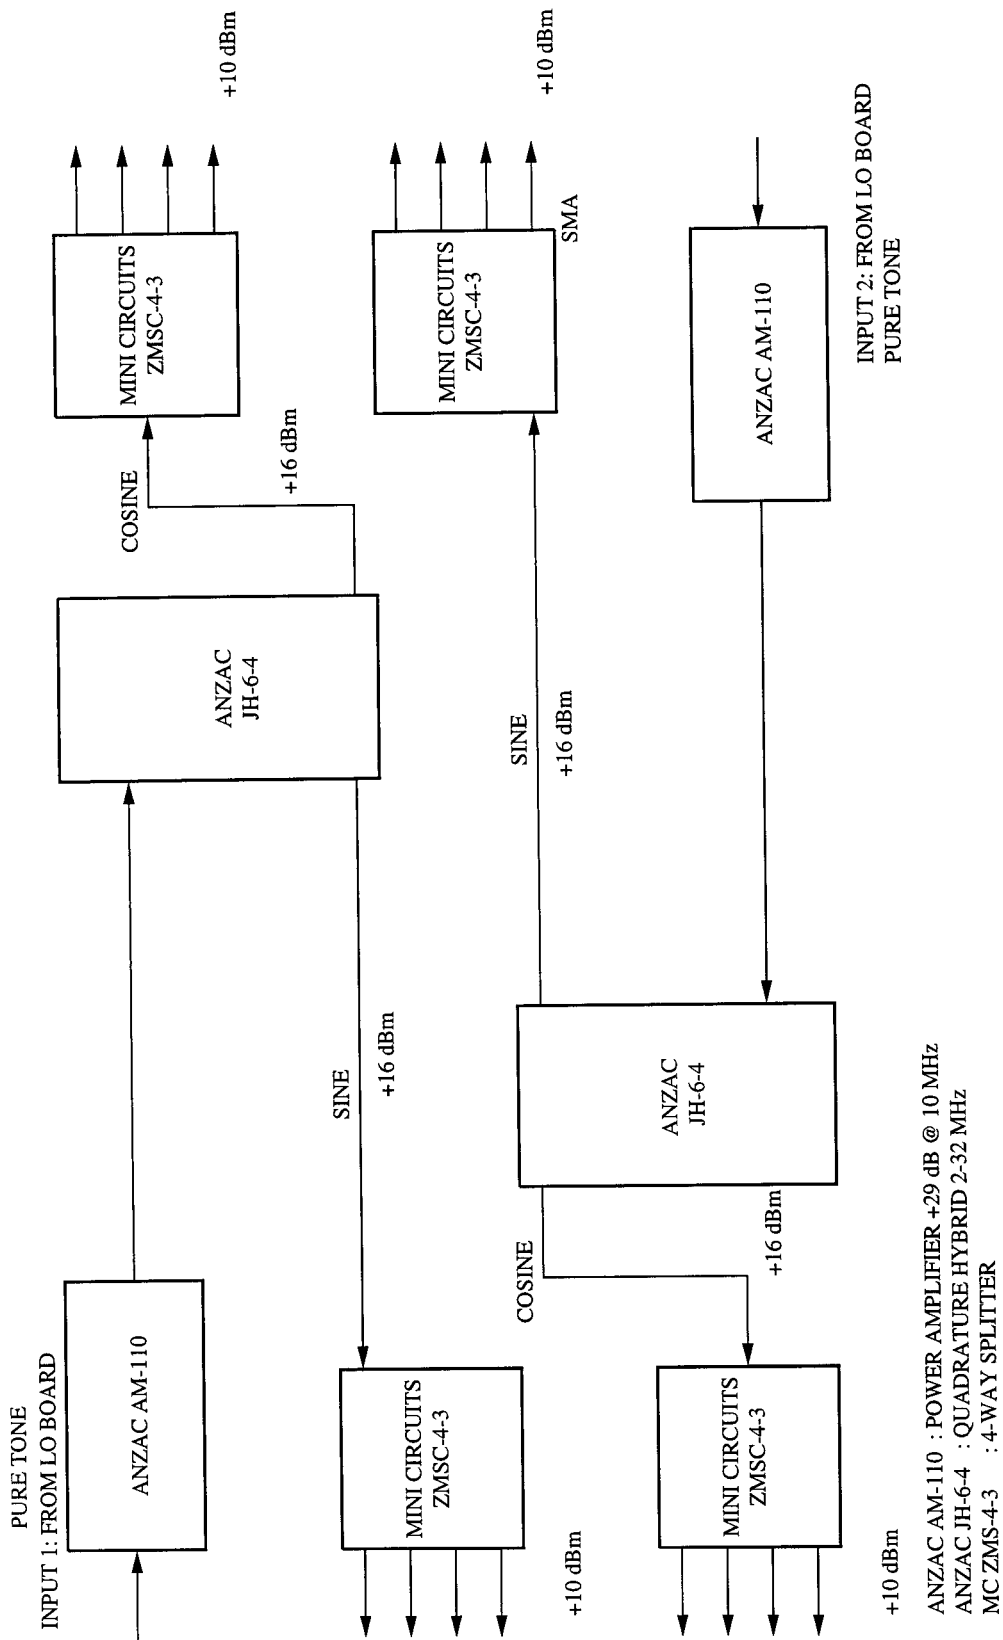 PURE TONE
INPUT 1: FROM LO BOARD
ANZAC AM-110
ANZAC
JH-6-4
COSINE
+16 dBm
MINI CIRCUITS
ZMSC-4-3
+10 dBm
SINE
+16 dBm
MINI CIRCUITS
ZMSC-4-3
+10 dBm
SINE
+16 dBm
MINI CIRCUITS
ZMSC-4-3
SMA
+10 dBm
ANZAC
JH-6-4
COSINE
+16 dBm
MINI CIRCUITS
ZMSC-4-3
+10 dBm
ANZAC AM-110
INPUT 2: FROM LO BOARD
PURE TONE
ANZAC AM-110 : POWER AMPLIFIER +29 dB @ 10 MHz
ANZAC JH-6-4 : QUADRATURE HYBRID 2-32 MHz
MC ZMS-4-3 : 4-WAY SPLITTER